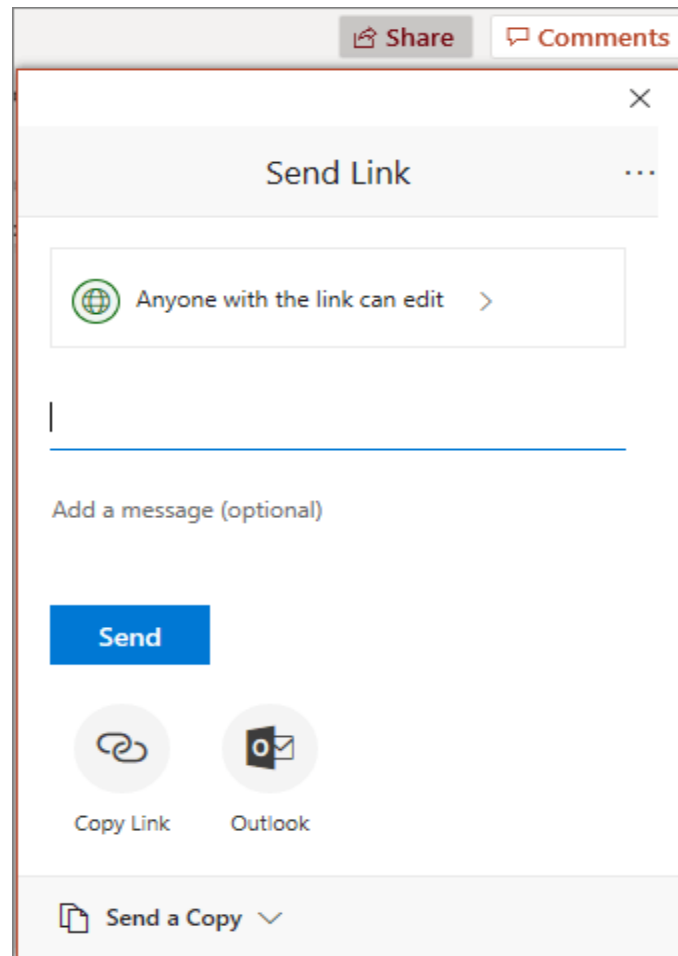 Share Comments
Send Link
Anyone with the link can edit
Add a message (optional)
Send
Copy Link Outlook
Send a Copy